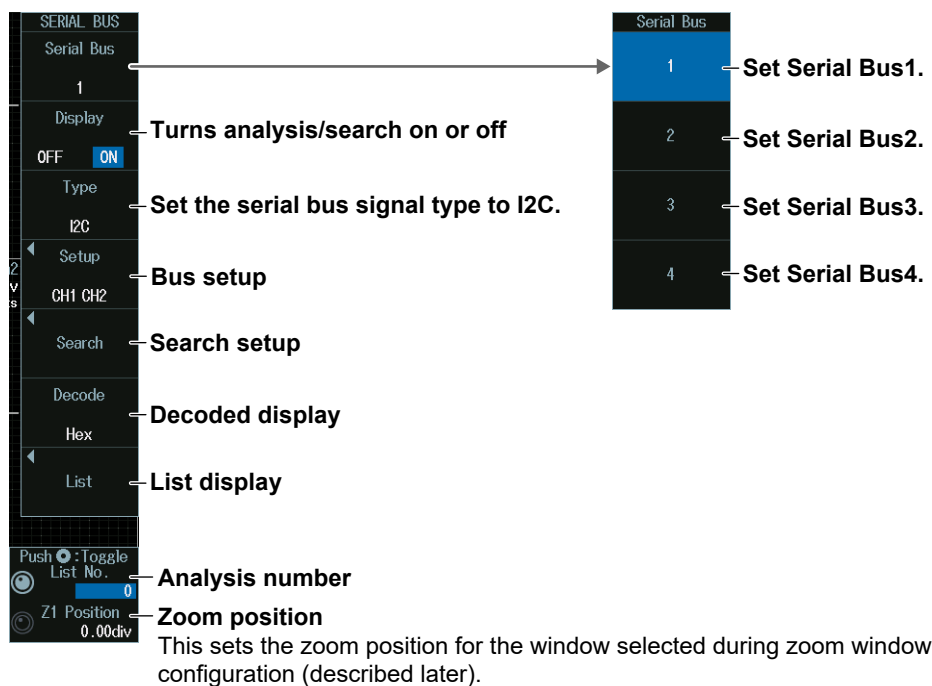 SERIAL BUS
Serial Bus
1
Display
OFF ON
Type
I2C
Setup
CH1 CH2
Search
Decode
Hex
List
Push :Toggle
List No.
0
Z1 Position
0.00div
2
V
s
Turns analysis/search on or off
Set the serial bus signal type to I2C.
Bus setup
Search setup
Decoded display
List display
Analysis number
Zoom position
This sets the zoom position for the window selected during zoom window
configuration (described later).
Serial Bus
1
2
3
4
Set Serial Bus1.
Set Serial Bus2.
Set Serial Bus3.
Set Serial Bus4.